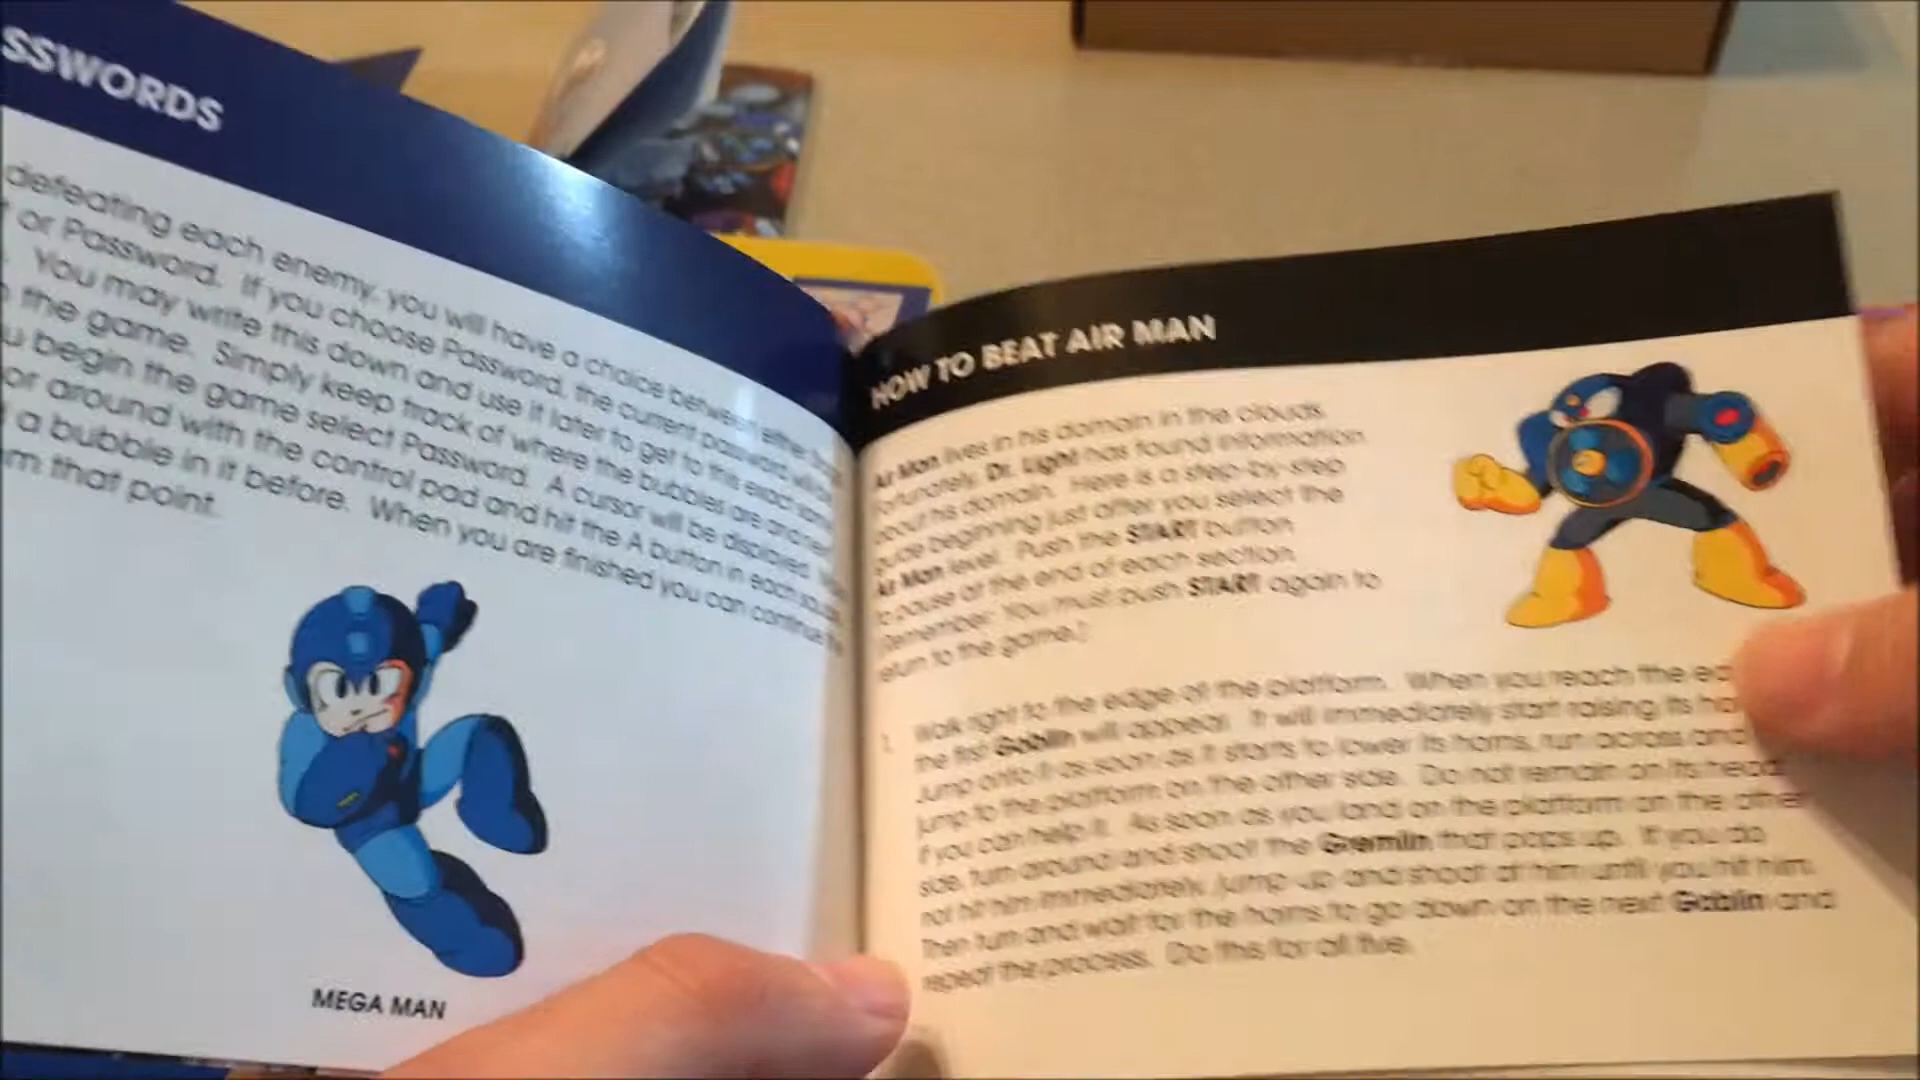 SSWORDS
defeating each enemy, you will have a choice between either
or Password. If you choose Password, the current password will be
You may write this down and use it later to get to this exact
the game. Simply keep track of where the bubbles are and
begin the game select Password. A cursor will be displayed.
or around with the control pad and hit the A button in each
a bubble in it before. When you are finished you can continue
m that point.
MEGA MAN
HOW TO BEAT AIR MAN
Air Man lives in his domain in the clouds.
ortunately, Dr. Light has found information
about his domain. Here is a step-by-step
guide beginning just after you select the
Air Man level. Push the START button
to pause at the end of each section.
(Remember: You must push START again to
return to the game.)
1. Walk right to the edge of the platform. When you reach the
the first Goblin will appear. It will immediately start raising its
Jump onto it as soon as it starts to lower its horns, run across and
jump to the platform on the other side. Do not remain on its head
if you can help it. As soon as you land on the platform on the other
side, turn around and shoot the Gremlin that pops up. If you do
not hit him immediately, jump up and shoot at him until you hit him.
Then turn and wait for the horns to go down on the next Goblin and
repeat the process. Do this for all five.